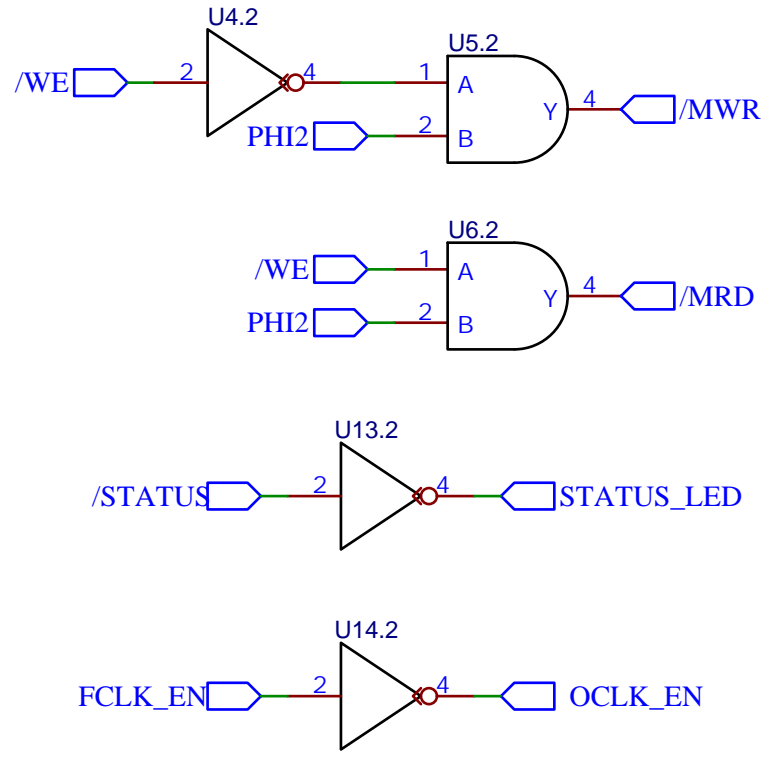 U4.2
/WE 2 4
U5.2
1 A
PHI2 2 B
Y 4 /MWR
U6.2
/WE 1 A
PHI2 2 B
Y 4 /MRD
U13.2
/STATUS 2 4 STATUS_LED
U14.2
FCLK_EN 2 4 OCLK_EN